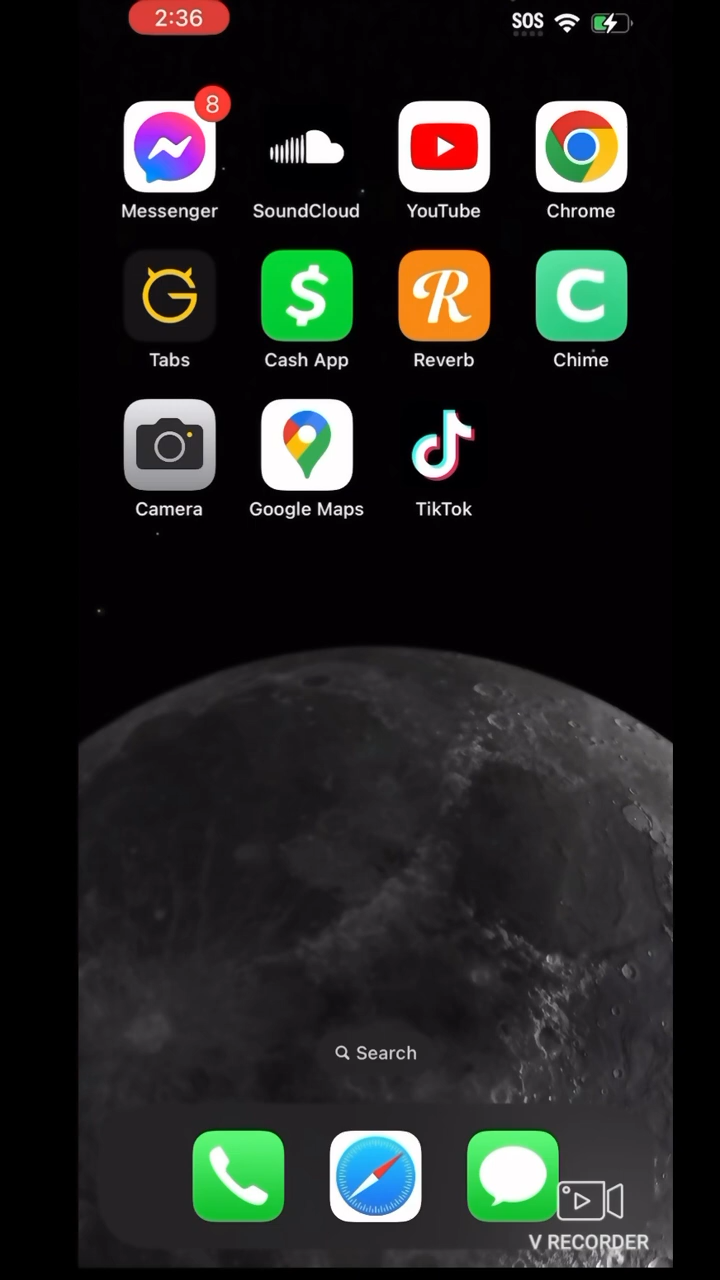 2:36 SOS
8
Messenger SoundCloud YouTube Chrome
Tabs Cash App Reverb Chime
Camera Google Maps TikTok
Search
V RECORDER